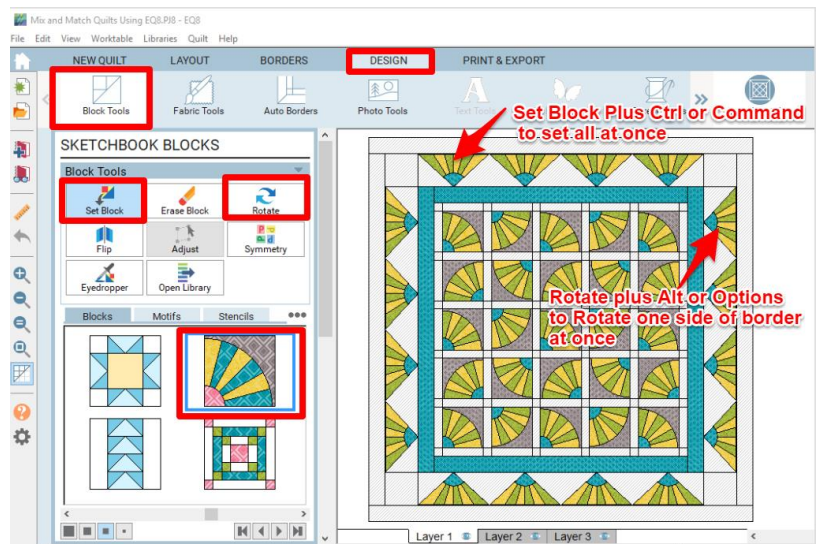 Mix and Match Quilts Using EQ8.PJ8 - EQ8
File Edit View Worktable Libraries Quilt Help
NEW QUILT LAYOUT BORDERS DESIGN PRINT & EXPORT
Block Tools Fabric Tools Auto Borders Photo Tools Text Tools
Set Block Plus Ctrl or Command
to set all at once
SKETCHBOOK BLOCKS
Block Tools
Set Block Erase Block Rotate
Flip Adjust Symmetry
Eyedropper Open Library
Rotate plus Alt or Options
to Rotate one side of border
at once
Blocks Motifs Stencils
Layer 1 Layer 2 Layer 3